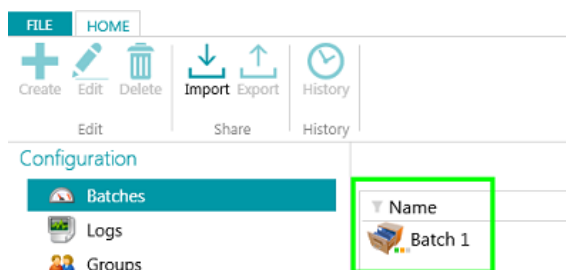 FILE HOME
Create Edit Delete Import Export History
Edit Share History
Configuration
Batches
Name
Logs
Batch 1
Groups